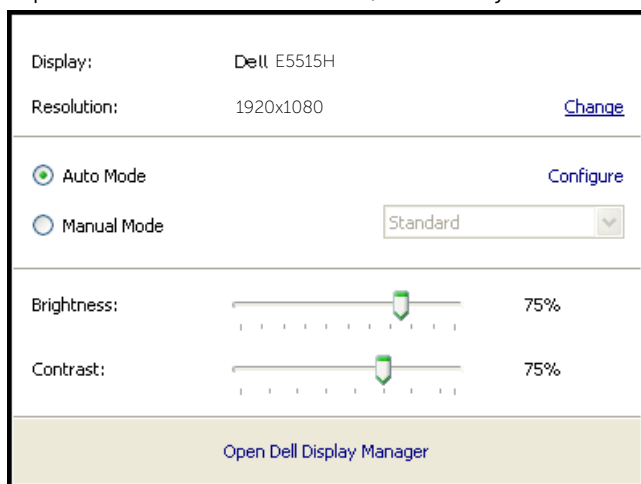 Display: Dell E5515H
Resolution: 1920x1080 Change
Auto Mode Configure
Manual Mode Standard
Brightness: 75%
Contrast: 75%
Open Dell Display Manager